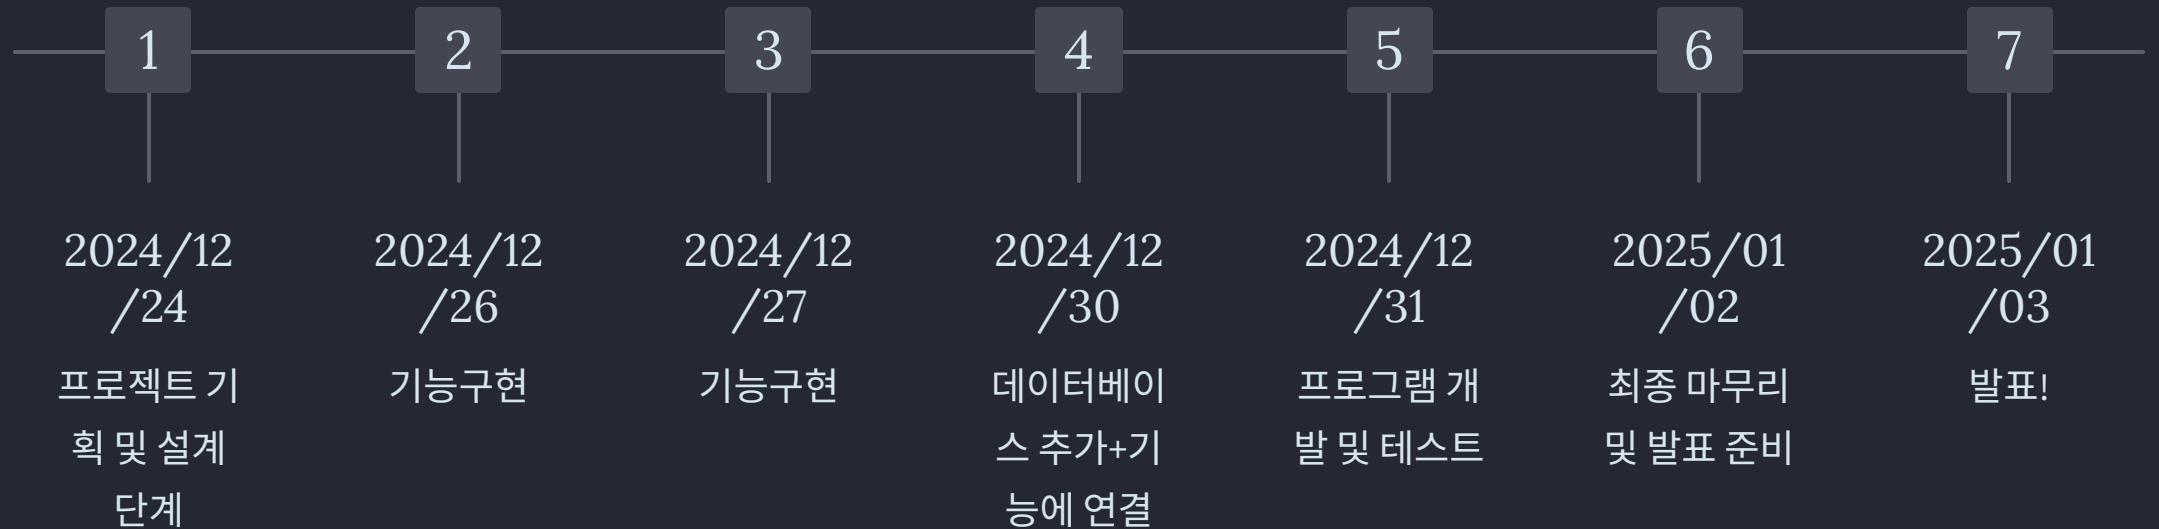 1
2
3
4
5
6
7
2024/12
/24
프로젝트 기
획 및 설계
단계
2024/12
/26
기능구현
2024/12
/27
기능구현
2024/12
/30
데이터베이
스 추가+기
능에 연결
2024/12
/31
프로그램 개
발 및 테스트
2025/01
/02
최종 마무리
및 발표 준비
2025/01
/03
발표!